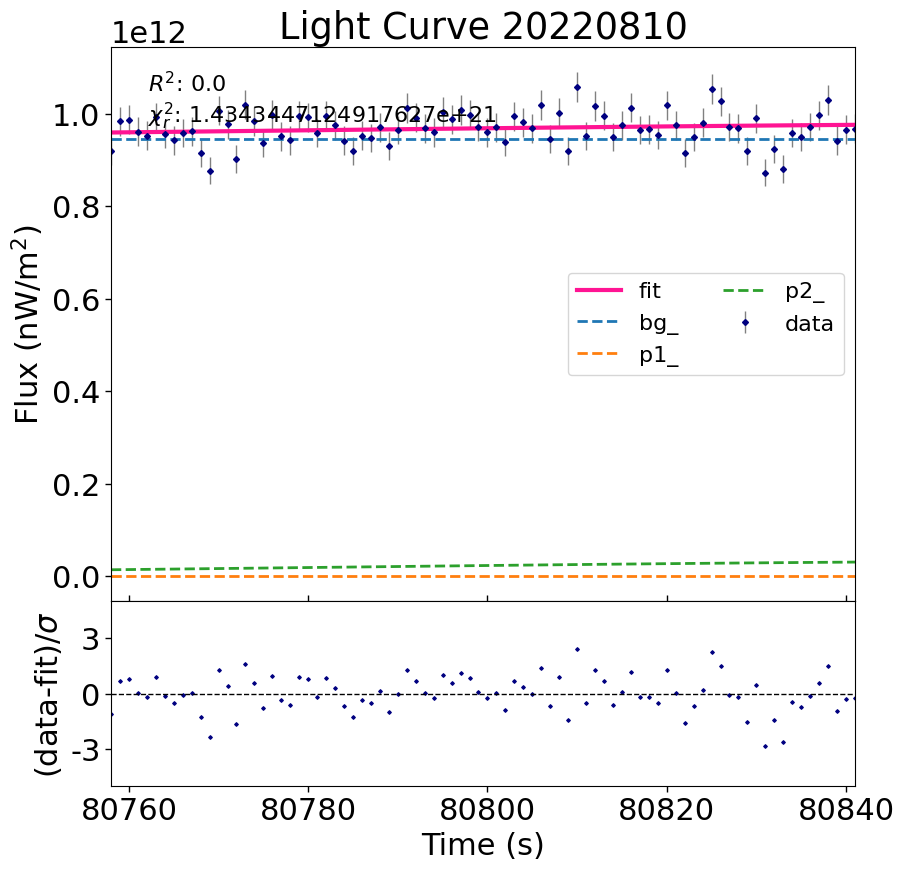 Light Curve 20220810
1e12
R²: 0.0
χ²ᵣ: 1.4343447124917627e+21
1.0
0.8
0.6
0.4
0.2
0.0
Flux (nW/m²)
fit
bg_
p1_
p2_
data
3
0
-3
(data-fit)/σ
80760
80780
80800
80820
80840
Time (s)